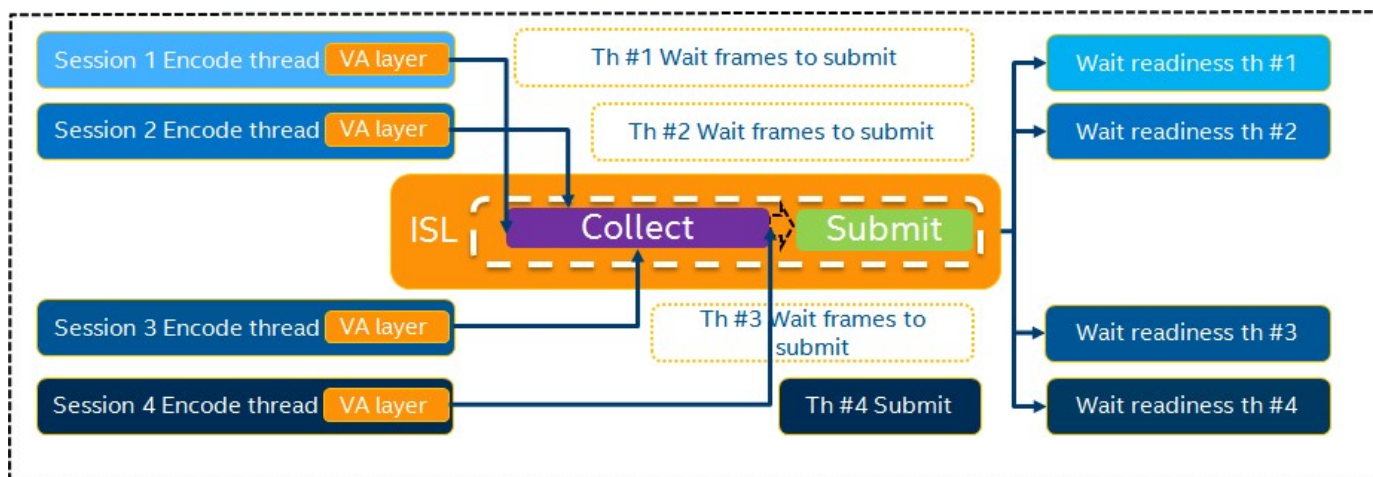 Session 1 Encode thread VA layer
Th #1 Wait frames to submit
Wait readiness th #1
Session 2 Encode thread VA layer
Th #2 Wait frames to submit
Wait readiness th #2
ISL
Collect
Submit
Session 3 Encode thread VA layer
Th #3 Wait frames to
submit
Wait readiness th #3
Session 4 Encode thread VA layer
Th #4 Submit
Wait readiness th #4